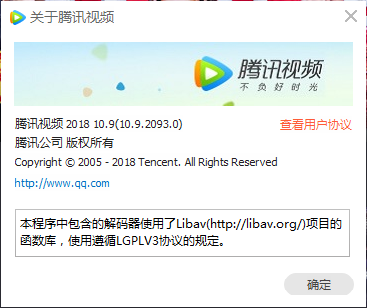 关于腾讯视频
腾讯视频
不负好时光
腾讯视频 2018 10.9(10.9.2093.0)
查看用户协议
腾讯公司 版权所有
Copyright © 2005 - 2018 Tencent. All Rights Reserved
http://www.qq.com
本程序中包含的解码器使用了Libav(http://libav.org/)项目的
函数库，使用遵循LGPLV3协议的规定。
确定